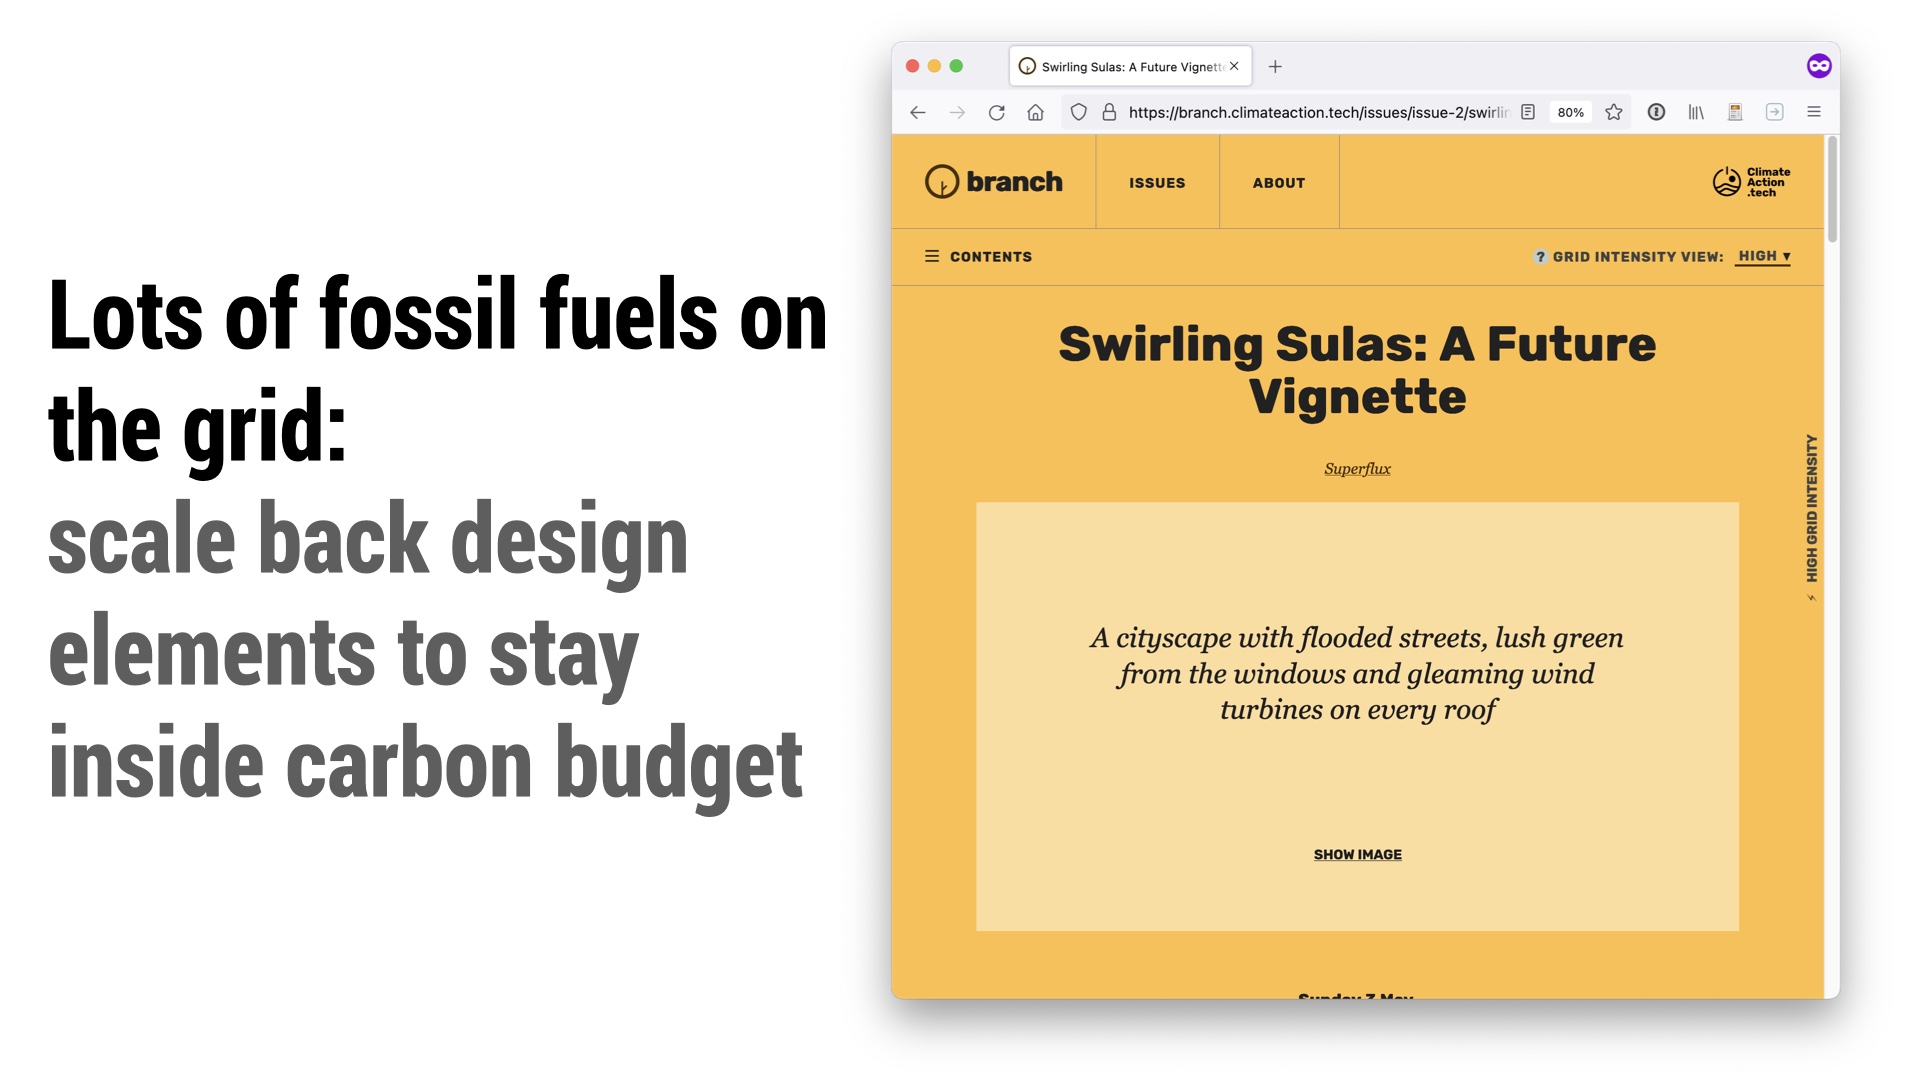 Lots of fossil fuels on
the grid:
scale back design
elements to stay
inside carbon budget
Swirling Sulas: A Future Vignette
https://branch.climateaction.tech/issues/issue-2/swirlin
80%
branch
ISSUES
ABOUT
Climate
Action
.tech
CONTENTS
? GRID INTENSITY VIEW: HIGH ▾
Swirling Sulas: A Future
Vignette
Superflux
HIGH GRID INTENSITY
A cityscape with flooded streets, lush green
from the windows and gleaming wind
turbines on every roof
SHOW IMAGE
Sunday 3 May